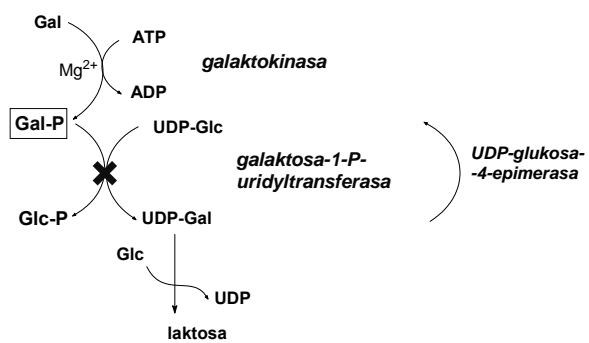 Gal
ATP
Mg2+
galaktokinasa
ADP
Gal-P
UDP-Glc
galaktosa-1-P-
uridyltransferasa
UDP-glukosa-
-4-epimerasa
Glc-P
UDP-Gal
Glc
UDP
laktosa